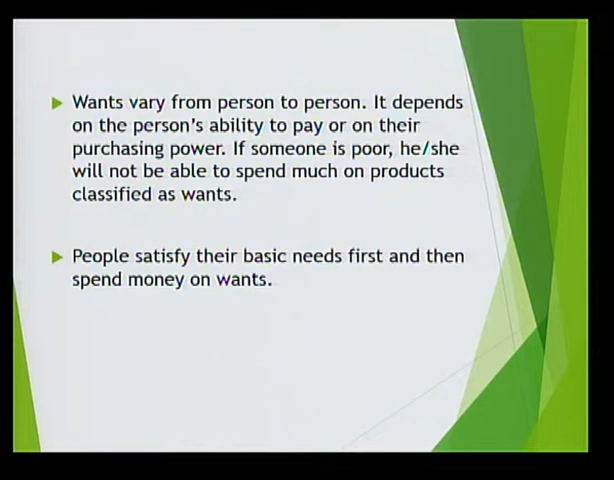 Wants vary from person to person. It depends
on the person's ability to pay or on their
purchasing power. If someone is poor, he/she
will not be able to spend much on products
classified as wants.
People satisfy their basic needs first and then
spend money on wants.